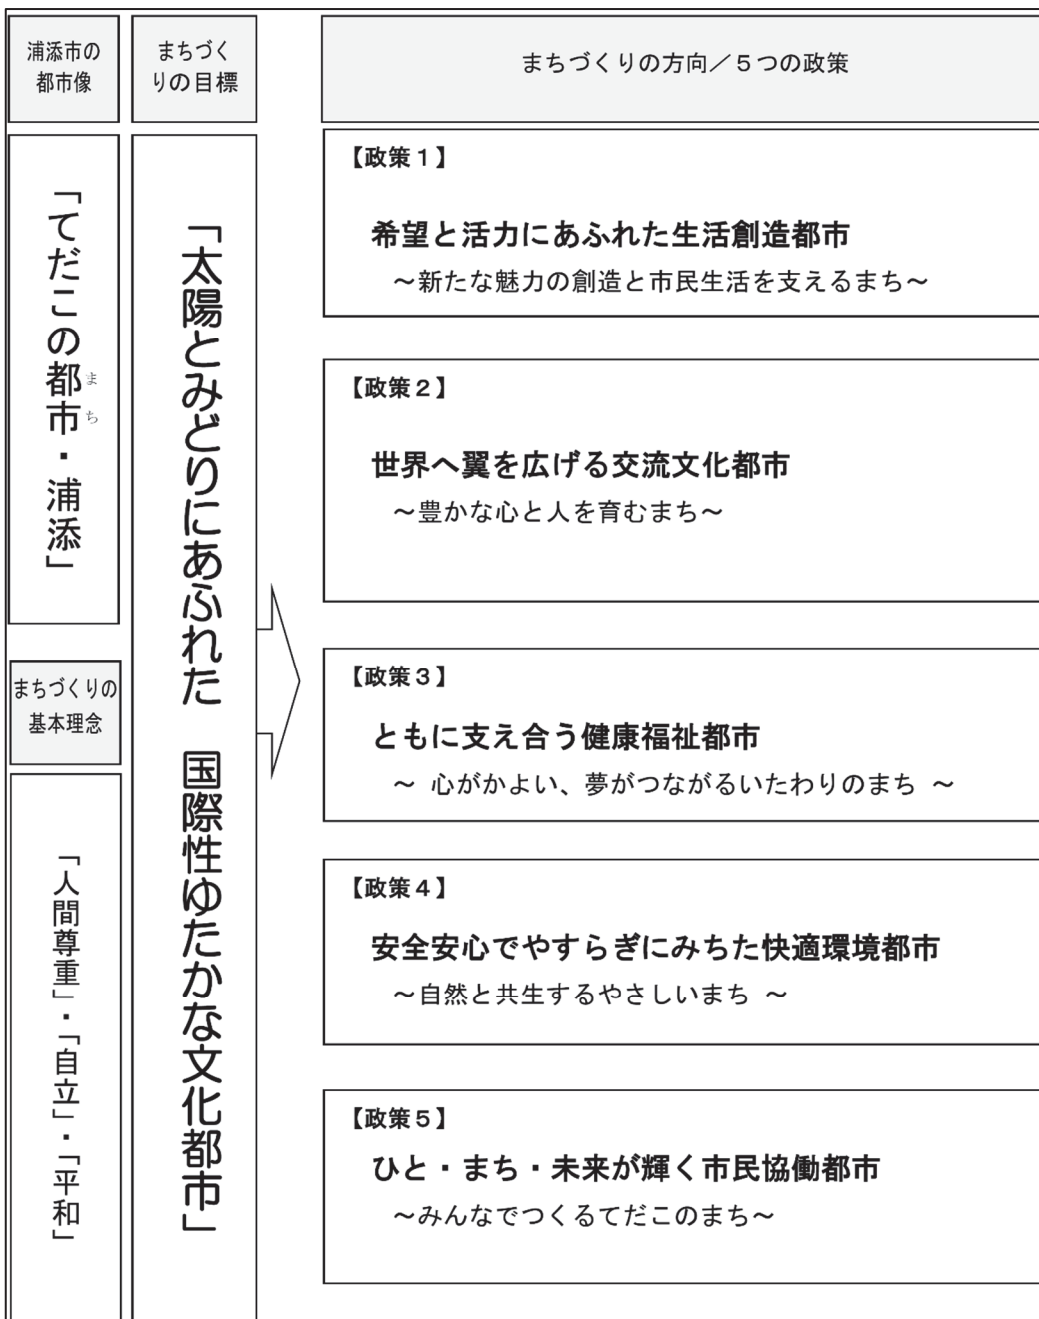 浦添市の
都市像
「てだこの都市・浦添」
まち
まちづくりの
基本理念
「人間尊重」・「自立」・「平和」
まちづく
りの目標
「太陽とみどりにあふれた　国際性ゆたかな文化都市」
まちづくりの方向／５つの政策
【政策１】
希望と活力にあふれた生活創造都市
～新たな魅力の創造と市民生活を支えるまち～
【政策２】
世界へ翼を広げる交流文化都市
～豊かな心と人を育むまち～
【政策３】
ともに支え合う健康福祉都市
～ 心がかよい、夢がつながるいたわりのまち ～
【政策４】
安全安心でやすらぎにみちた快適環境都市
～自然と共生するやさしいまち ～
【政策５】
ひと・まち・未来が輝く市民協働都市
～みんなでつくるてだこのまち～